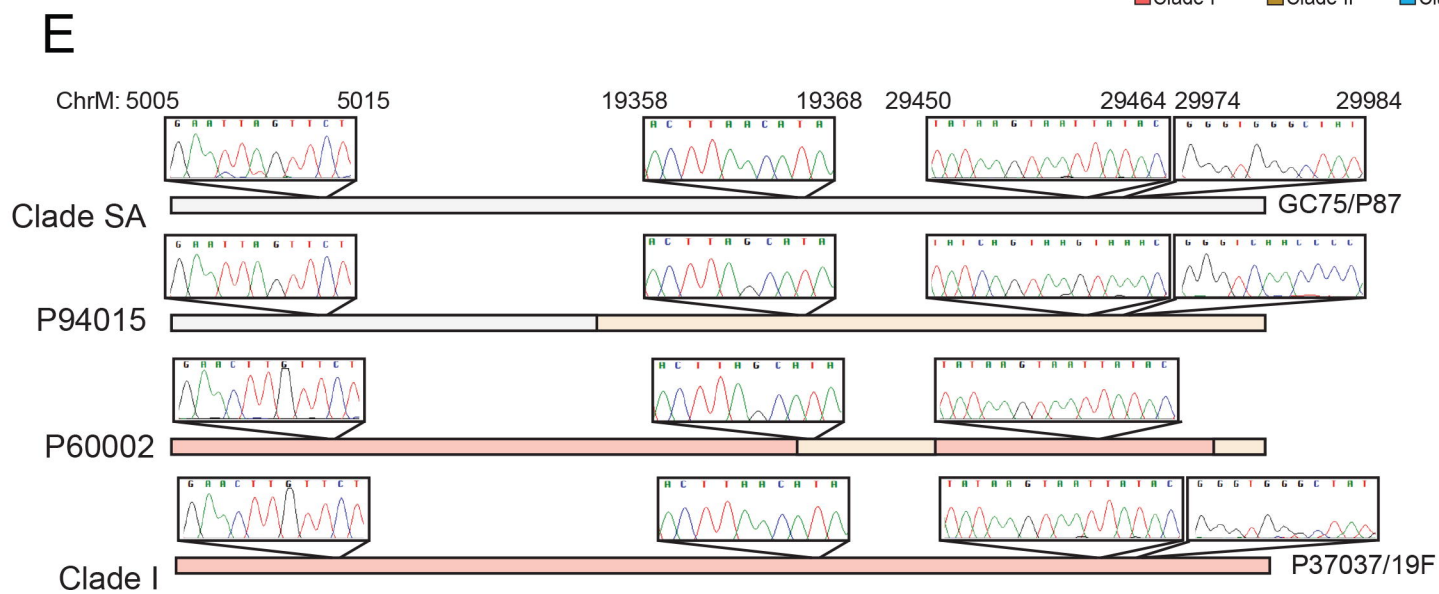 Clade I Clade II Cla
E
ChrM: 5005 5015 19358 19368 29450 29464 29974 29984
G A A T T A G T T C T A C T T A A C A T A T A T A A G T A A T T A T A C G G G T G G G C T A T
Clade SA GC75/P87
G A A T T A G T T C T A C T T A G C A T A T A T C A G T A A G T A A A C G G G T C A A C C C C
P94015
G A A C T T G T T C T A C T T A G C A T A T A T A A G T A A T T A T A C
P60002
G A A C T T G T T C T A C T T A A C A T A T A T A A G T A A T T A T A C G G G T G G G C T A T
Clade I P37037/19F